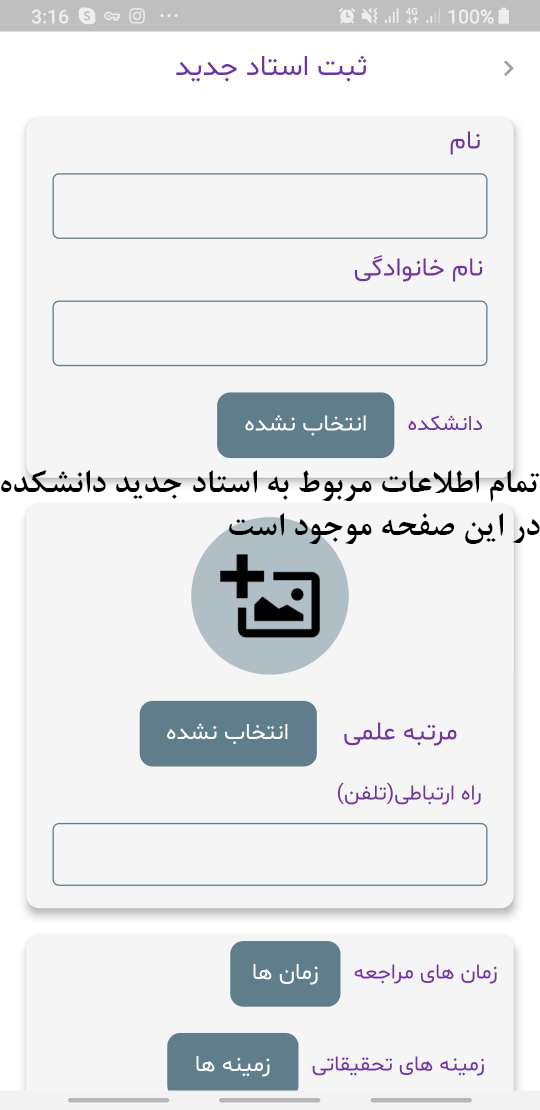 3:16 ... 4G 100%
ثبت استاد جدید
نام
نام خانوادگی
دانشکده انتخاب نشده
تمام اطلاعات مربوط به استاد جدید دانشکده
در این صفحه موجود است
مرتبه علمی انتخاب نشده
راه ارتباطی(تلفن)
زمان های مراجعه زمان ها
زمینه های تحقیقاتی زمینه ها